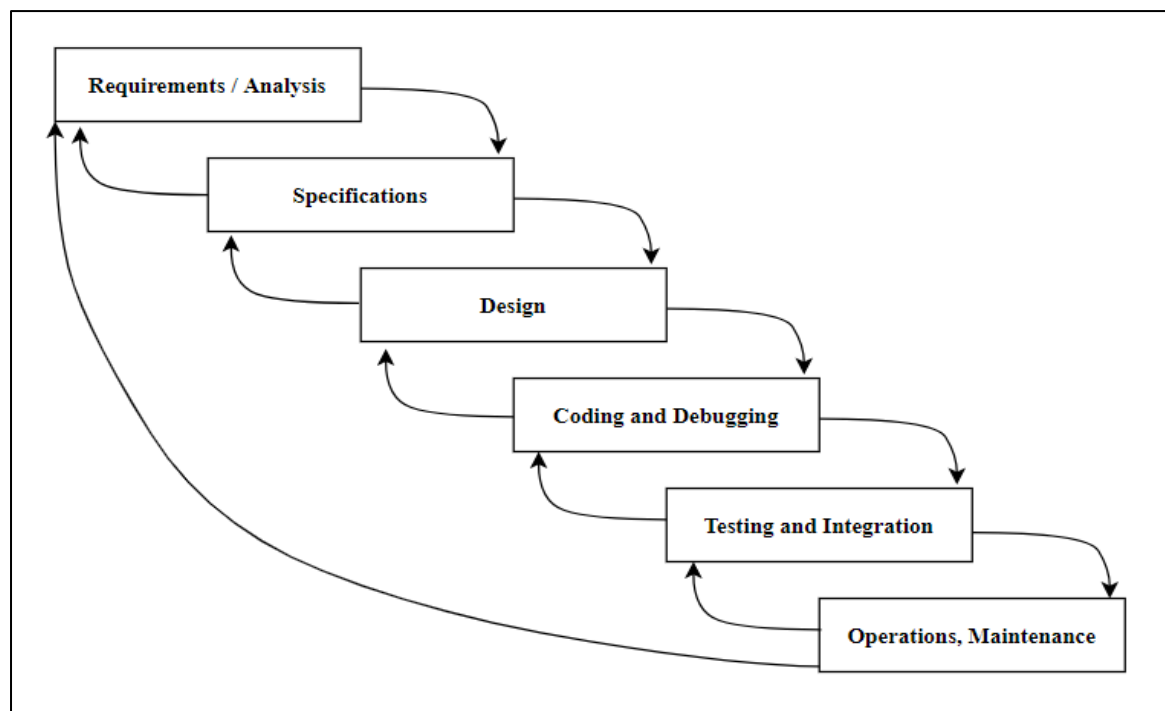 Requirements / Analysis
Specifications
Design
Coding and Debugging
Testing and Integration
Operations, Maintenance